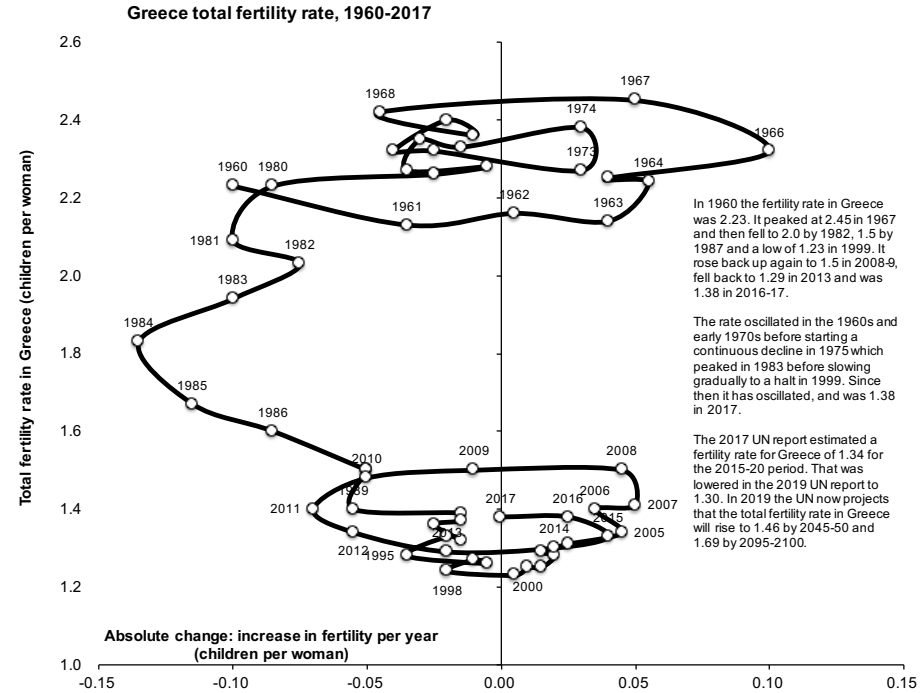 Greece total fertility rate, 1960-2017
Total fertility rate in Greece (children per woman)
2.6
2.4
2.2
2.0
1.8
1.6
1.4
1.2
1.0
1967
1968
1974
1966
1973
1964
1960
1980
1962
1963
1961
1981
1982
1983
1984
1985
1986
2010
2009
2008
1989
2017
2016
2006
2011
2007
2015
2013
2014
2005
2012
1995
1998
2000
In 1960 the fertility rate in Greece
was 2.23. It peaked at 2.45 in 1967
and then fell to 2.0 by 1982, 1.5 by
1987 and a low of 1.23 in 1999. It
rose back up again to 1.5 in 2008-9,
fell back to 1.29 in 2013 and was
1.38 in 2016-17.
The rate oscillated in the 1960s and
early 1970s before starting a
continuous decline in 1975 which
peaked in 1983 before slowing
gradually to a halt in 1999. Since
then it has oscillated, and was 1.38
in 2017.
The 2017 UN report estimated a
fertility rate for Greece of 1.34 for
the 2015-20 period. That was
lowered in the 2019 UN report to
1.30. In 2019 the UN now projects
that the total fertility rate in Greece
will rise to 1.46 by 2045-50 and
1.69 by 2095-2100.
Absolute change: increase in fertility per year
(children per woman)
-0.15
-0.10
-0.05
0.00
0.05
0.10
0.15